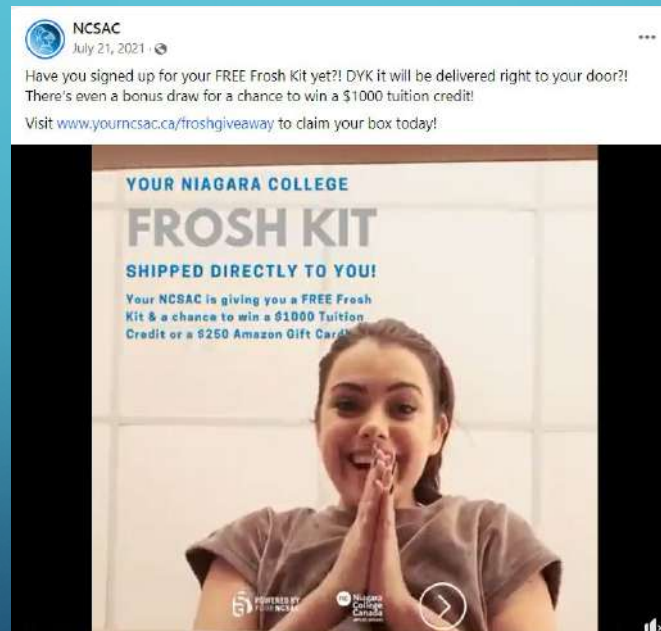 NCSAC
July 21, 2021 ·
Have you signed up for your FREE Frosh Kit yet?! DYK it will be delivered right to your door?!
There's even a bonus draw for a chance to win a $1000 tuition credit!
Visit www.yourncsac.ca/froshgiveaway to claim your box today!
YOUR NIAGARA COLLEGE
FROSH KIT
SHIPPED DIRECTLY TO YOU!
Your NCSAC is giving you a FREE Frosh
Kit & a chance to win a $1000 Tuition
Credit or a $250 Amazon Gift Card
POWERED BY
YOUR NCSAC
nc Niagara
College
Canada